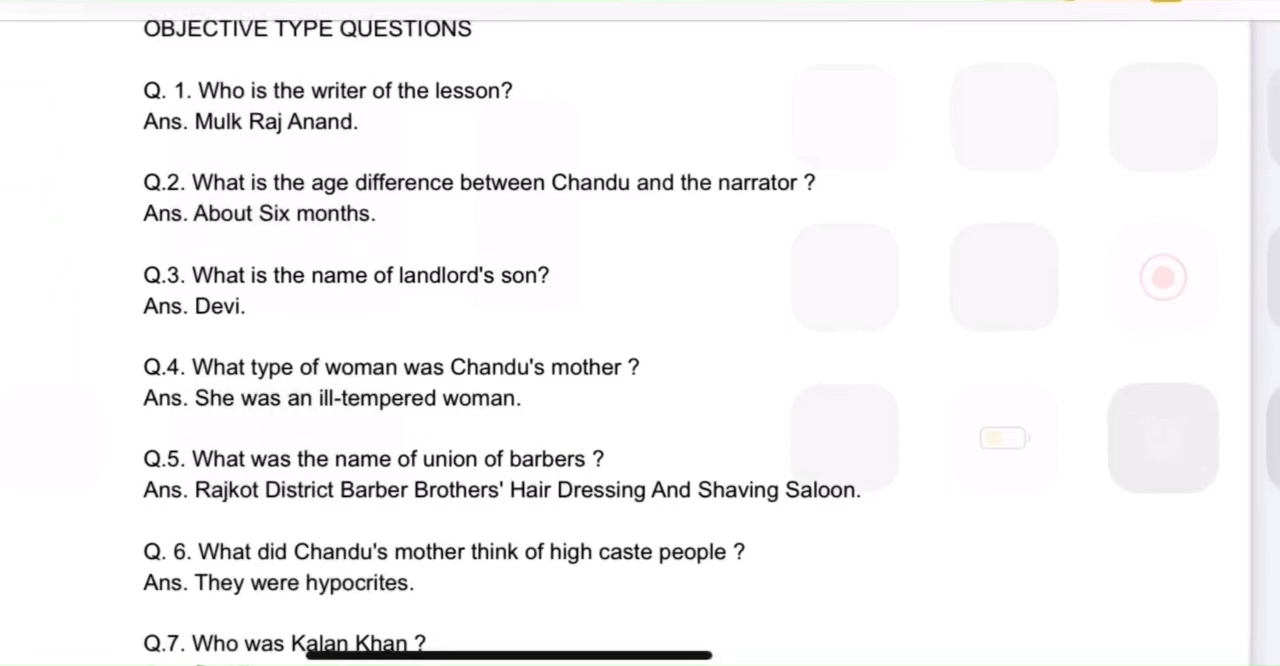 OBJECTIVE TYPE QUESTIONS
Q. 1. Who is the writer of the lesson?
Ans. Mulk Raj Anand.
Q.2. What is the age difference between Chandu and the narrator ?
Ans. About Six months.
Q.3. What is the name of landlord's son?
Ans. Devi.
Q.4. What type of woman was Chandu's mother ?
Ans. She was an ill-tempered woman.
Q.5. What was the name of union of barbers ?
Ans. Rajkot District Barber Brothers' Hair Dressing And Shaving Saloon.
Q. 6. What did Chandu's mother think of high caste people ?
Ans. They were hypocrites.
Q.7. Who was Kalan Khan ?